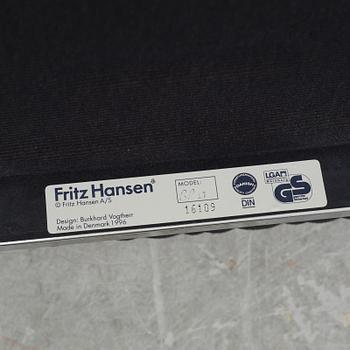 Fritz Hansen®
© Fritz Hansen A/S
Design: Burkhard Vogtherr
Made in Denmark 1996
MODEL:
16109
DIN
LGA
GS